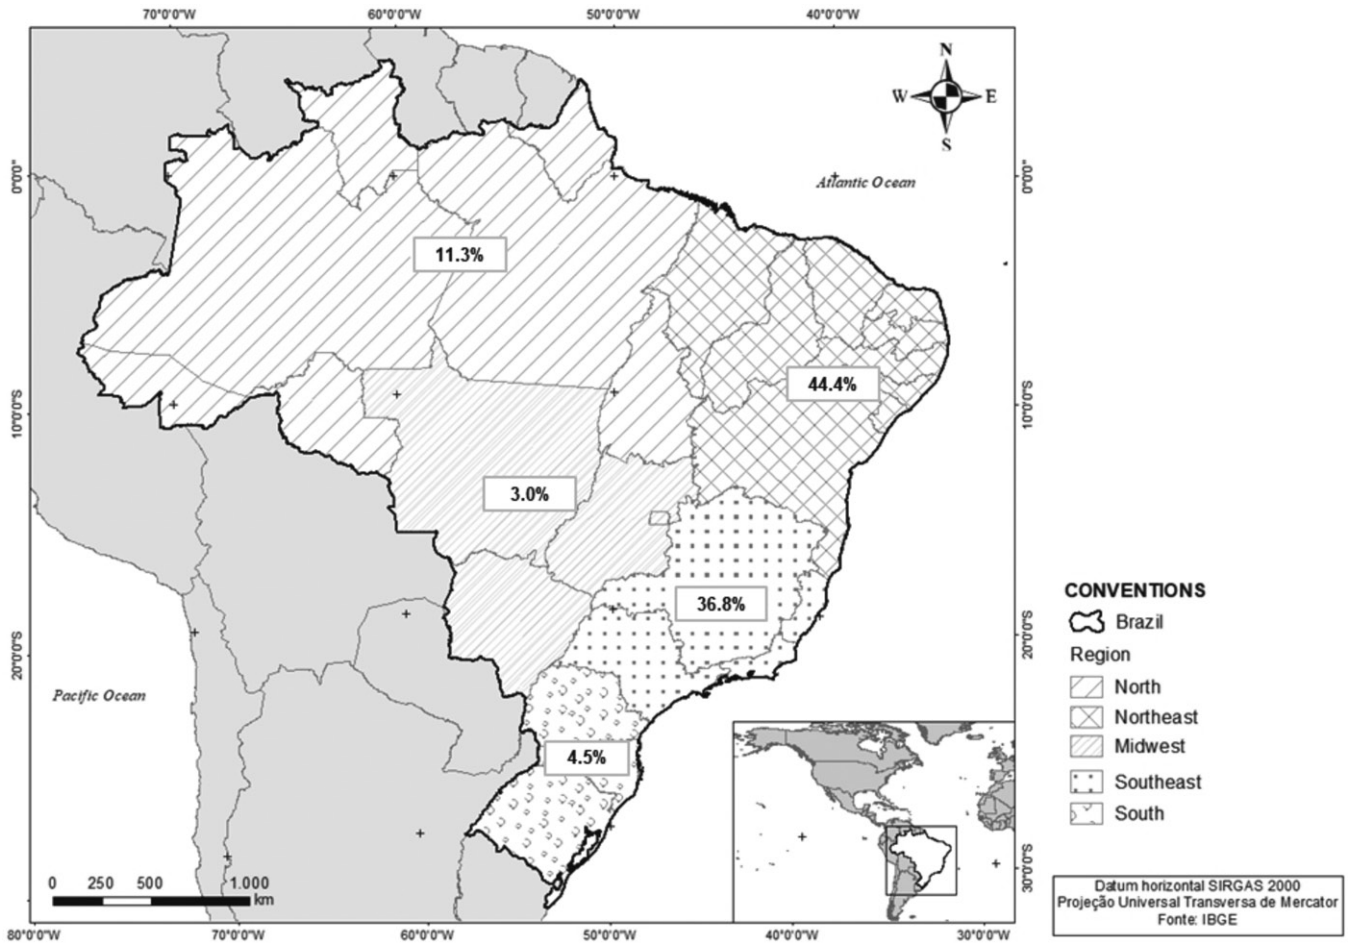 70°0'0"W 60°0'0"W 50°0'0"W 40°0'0"W
N
W E
S
0°0'0" 0°0'0"
Atlantic Ocean
11.3%
44.4%
10°0'0"S 10°0'0"S
3.0%
36.8%
20°0'0"S 20°0'0"S
Pacific Ocean
4.5%
30°0'0"S
0 250 500 1.000
km
80°0'0"W 70°0'0"W 60°0'0"W 50°0'0"W 40°0'0"W 30°0'0"W
CONVENTIONS
Brazil
Region
North
Northeast
Midwest
Southeast
South
Datum horizontal SIRGAS 2000
Projeção Universal Transversa de Mercator
Fonte: IBGE